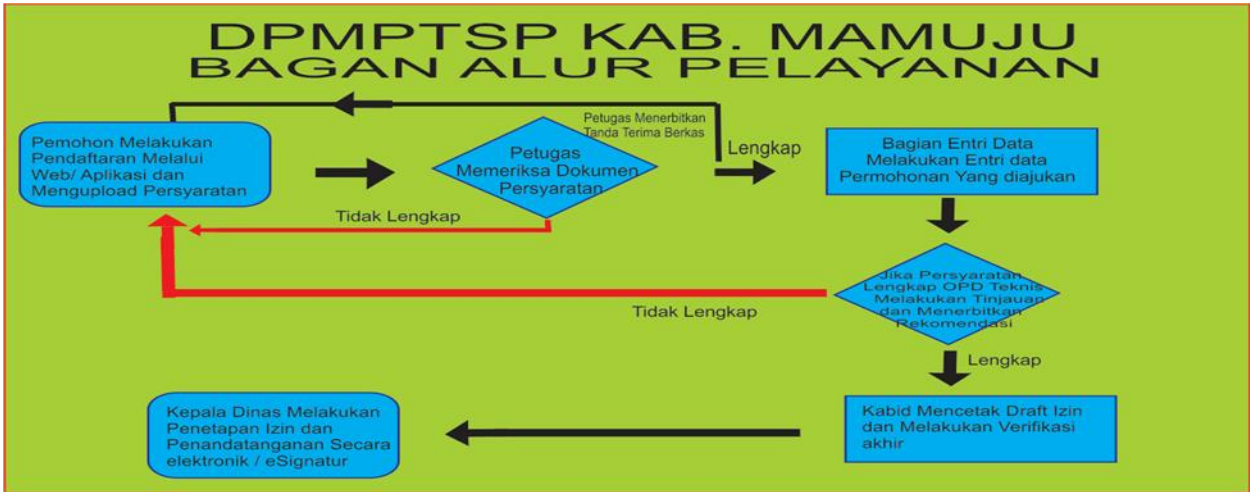 DPMPTSP KAB. MAMUJU
BAGAN ALUR PELAYANAN
Pemohon Melakukan
Pendaftaran Melalui
Web/ Aplikasi dan
Mengupload Persyaratan
Petugas
Memeriksa Dokumen
Persyaratan
Petugas Menerbitkan
Tanda Terima Berkas
Lengkap
Bagian Entri Data
Melakukan Entri data
Permohonan Yang diajukan
Tidak Lengkap
Jika Persyaratan
Lengkap OPD Teknis
Melakukan Tinjauan
dan Menerbitkan
Rekomendasi
Tidak Lengkap
Lengkap
Kabid Mencetak Draft Izin
dan Melakukan Verifikasi
akhir
Kepala Dinas Melakukan
Penetapan Izin dan
Penandatanganan Secara
elektronik / eSignatur